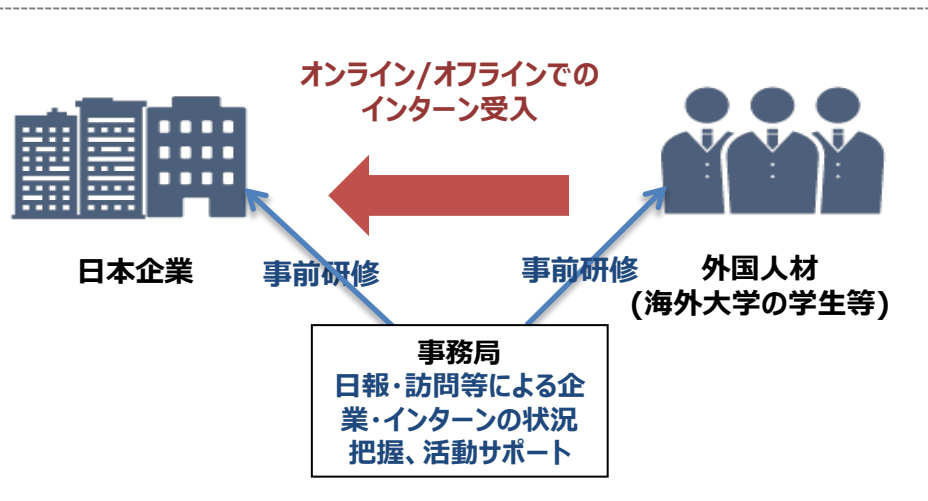 オンライン/オフラインでの
インターン受入
日本企業
事前研修
事前研修
外国人材
(海外大学の学生等)
事務局
日報・訪問等による企
業・インターンの状況
把握、活動サポート